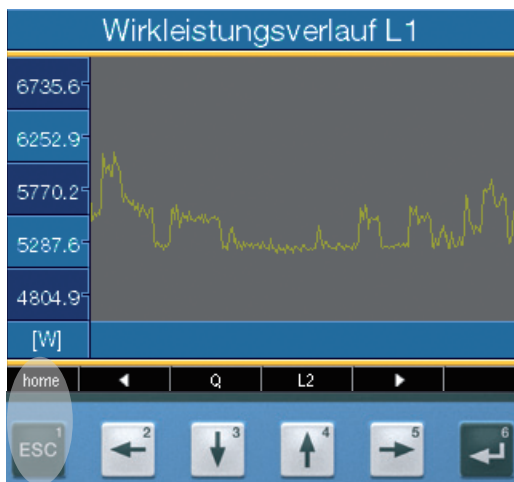 Wirkleistungsverlauf L1
6735.6
6252.9
5770.2
5287.6
4804.9
[W]
home ◄ Q L2 ►
ESC 1 2 3 4 5 6